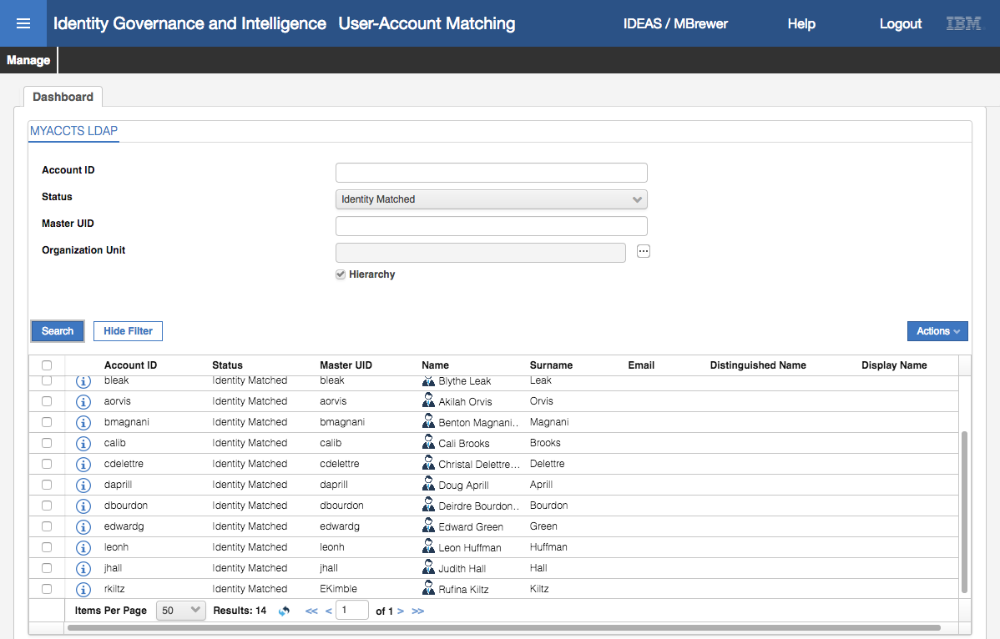 Identity Governance and Intelligence User-Account Matching IDEAS / MBrewer Help Logout IBM
Manage
Dashboard
MYACCTS LDAP
Account ID
Status Identity Matched
Master UID
Organization Unit ...
Hierarchy
Search Hide Filter Actions
Account ID Status Master UID Name Surname Email Distinguished Name Display Name
bleak Identity Matched bleak Blythe Leak Leak
aorvis Identity Matched aorvis Akilah Orvis Orvis
bmagnani Identity Matched bmagnani Benton Magnani.. Magnani
calib Identity Matched calib Cali Brooks Brooks
cdelettre Identity Matched cdelettre Christal Delettre... Delettre
daprill Identity Matched daprill Doug Aprill Aprill
dbourdon Identity Matched dbourdon Deirdre Bourdon.. Bourdon
edwardg Identity Matched edwardg Edward Green Green
leonh Identity Matched leonh Leon Huffman Huffman
jhall Identity Matched jhall Judith Hall Hall
rkiltz Identity Matched EKimble Rufina Kiltz Kiltz
Items Per Page 50 Results: 14 << < 1 of 1 > >>